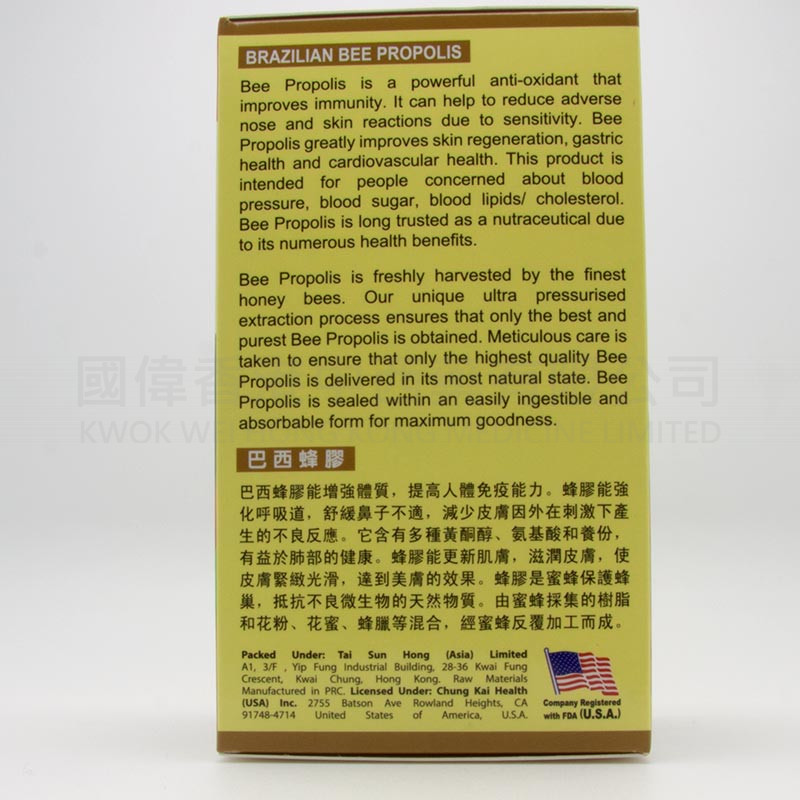 BRAZILIAN BEE PROPOLIS
Bee Propolis is a powerful anti-oxidant that
improves immunity. It can help to reduce adverse
nose and skin reactions due to sensitivity. Bee
Propolis greatly improves skin regeneration, gastric
health and cardiovascular health. This product is
intended for people concerned about blood
pressure, blood sugar, blood lipids/ cholesterol.
Bee Propolis is long trusted as a nutraceutical due
to its numerous health benefits.
Bee Propolis is freshly harvested by the finest
honey bees. Our unique ultra pressurised
extraction process ensures that only the best and
purest Bee Propolis is obtained. Meticulous care is
taken to ensure that only the highest quality Bee
Propolis is delivered in its most natural state. Bee
Propolis is sealed within an easily ingestible and
absorbable form for maximum goodness.
國偉香 公司
KWOK WEI MEDICINE LIMITED
巴西蜂膠
巴西蜂膠能增強體質，提高人體免疫能力。蜂膠能強
化呼吸道，舒緩鼻子不適，減少皮膚因外在刺激下產
生的不良反應。它含有多種黃酮醇、氨基酸和養份，
有益於肺部的健康。蜂膠能更新肌膚，滋潤皮膚，使
皮膚緊緻光滑，達到美膚的效果。蜂膠是蜜蜂保護蜂
巢，抵抗不良微生物的天然物質。由蜜蜂採集的樹脂
和花粉、花蜜、蜂臘等混合，經蜜蜂反覆加工而成。
Packed Under: Tai Sun Hong (Asia) Limited
A1, 3/F , Yip Fung Industrial Building, 28-36 Kwai Fung
Crescent, Kwai Chung, Hong Kong. Raw Materials
Manufactured in PRC. Licensed Under: Chung Kai Health
(USA) Inc. 2755 Batson Ave Rowland Heights, CA
91748-4714 United States of America, U.S.A.
Company Registered
with FDA (U.S.A.)